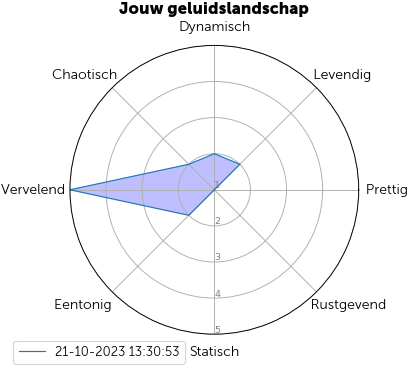 Jouw geluidslandschap
Dynamisch
Chaotisch
Levendig
Vervelend
1
Prettig
2
3
Eentonig
4
Rustgevend
5
21-10-2023 13:30:53
Statisch